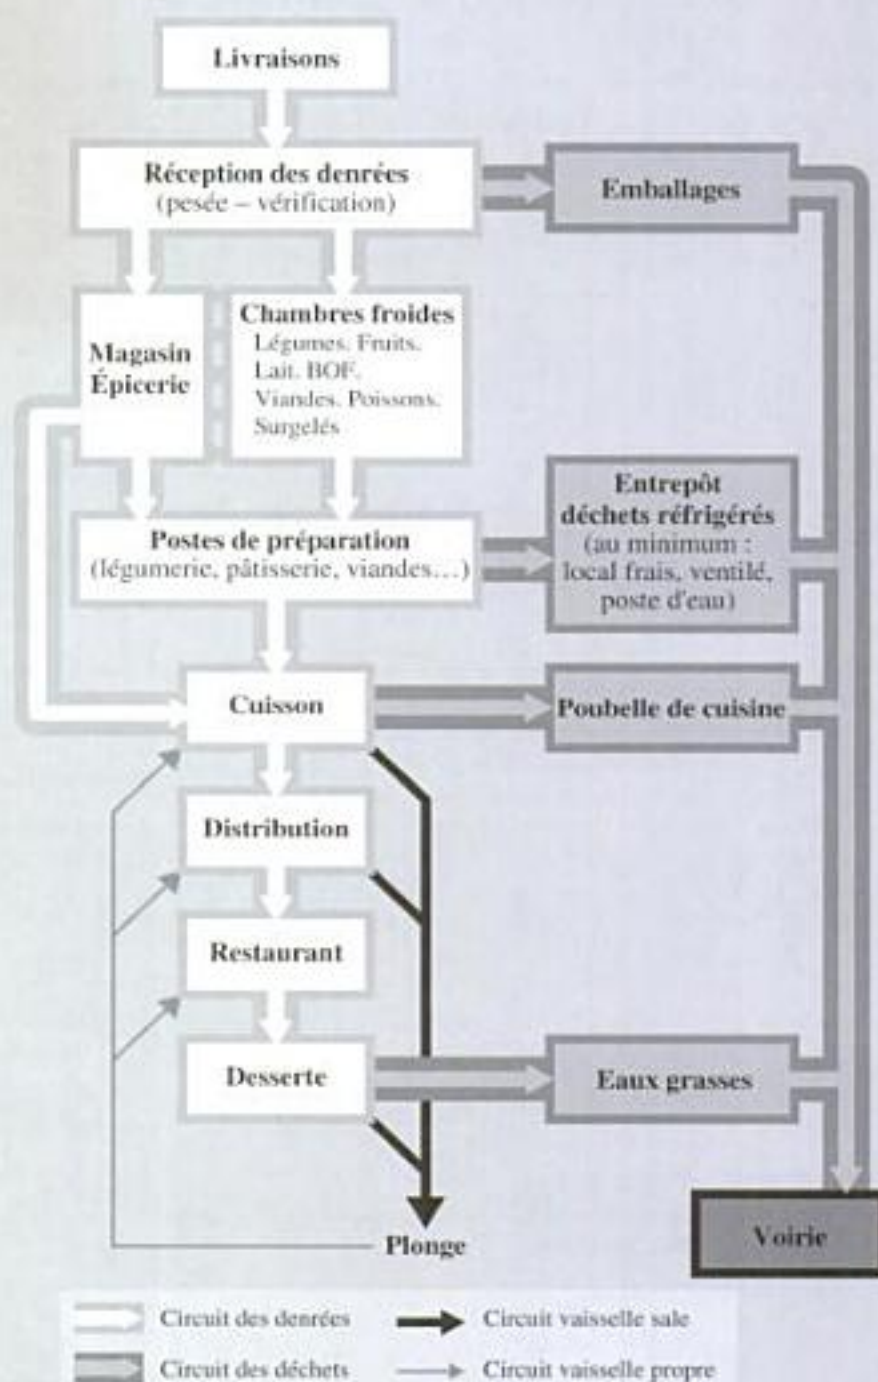 Livraisons
Réception des denrées
(pesée – vérification)
Emballages
Magasin
Épicerie
Chambres froides
Légumes. Fruits.
Lait. BOF.
Viandes. Poissons.
Surgelés
Postes de préparation
(légumerie, pâtisserie, viandes…)
Entrepôt
déchets réfrigérés
(au minimum :
local frais, ventilé,
poste d'eau)
Cuisson
Poubelle de cuisine
Distribution
Restaurant
Desserte
Eaux grasses
Plonge
Voirie
Circuit des denrées
Circuit vaisselle sale
Circuit des déchets
Circuit vaisselle propre